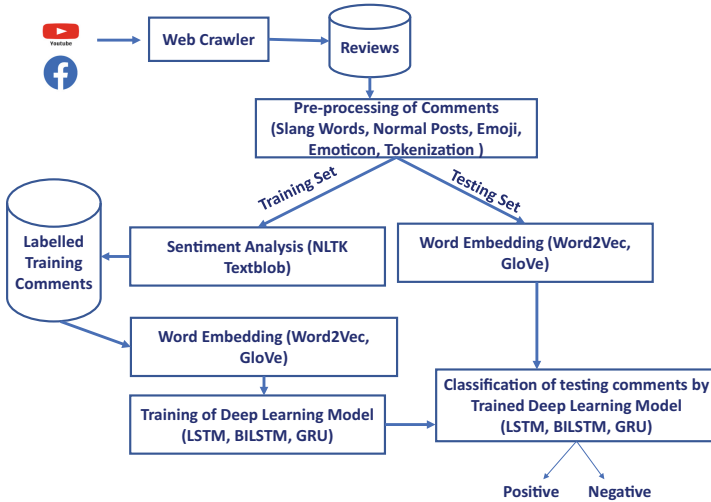 Youtube
Web Crawler
Reviews
Pre-processing of Comments
(Slang Words, Normal Posts, Emoji,
Emoticon, Tokenization )
Training Set
Testing Set
Labelled
Training
Comments
Sentiment Analysis (NLTK
Textblob)
Word Embedding (Word2Vec,
GloVe)
Word Embedding (Word2Vec,
GloVe)
Training of Deep Learning Model
(LSTM, BILSTM, GRU)
Classification of testing comments by
Trained Deep Learning Model
(LSTM, BILSTM, GRU)
Positive
Negative